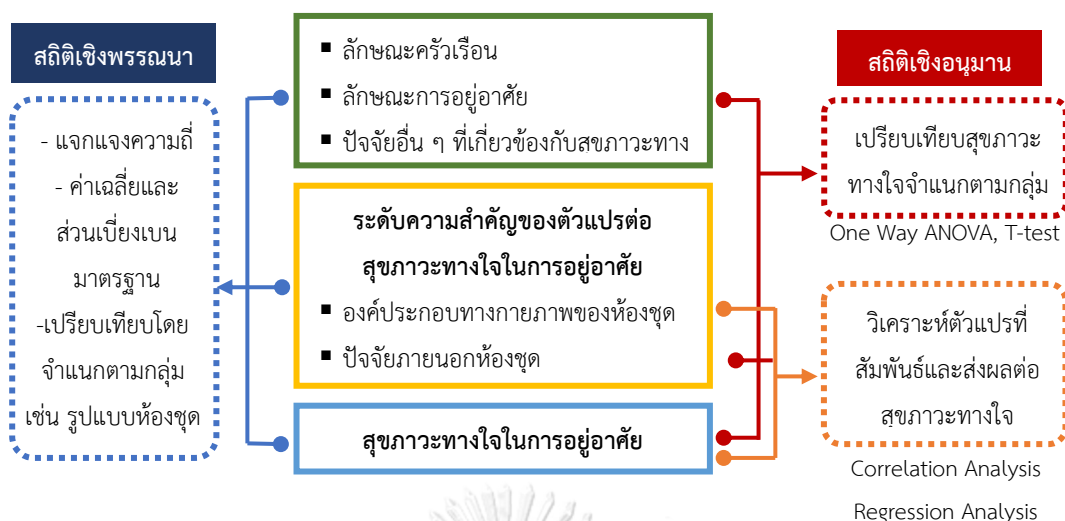 สถิติเชิงพรรณนา
- แจกแจงความถี่
- ค่าเฉลี่ยและ
ส่วนเบี่ยงเบน
มาตรฐาน
-เปรียบเทียบโดย
จำแนกตามกลุ่ม
เช่น รูปแบบห้องชุด
▪ ลักษณะครัวเรือน
▪ ลักษณะการอยู่อาศัย
▪ ปัจจัยอื่น ๆ ที่เกี่ยวข้องกับสุขภาวะทาง
ระดับความสำคัญของตัวแปรต่อ
สุขภาวะทางใจในการอยู่อาศัย
▪ องค์ประกอบทางกายภาพของห้องชุด
▪ ปัจจัยภายนอกห้องชุด
สุขภาวะทางใจในการอยู่อาศัย
สถิติเชิงอนุมาน
เปรียบเทียบสุขภาวะ
ทางใจจำแนกตามกลุ่ม
One Way ANOVA, T-test
วิเคราะห์ตัวแปรที่
สัมพันธ์และส่งผลต่อ
สุขภาวะทางใจ
Correlation Analysis
Regression Analysis